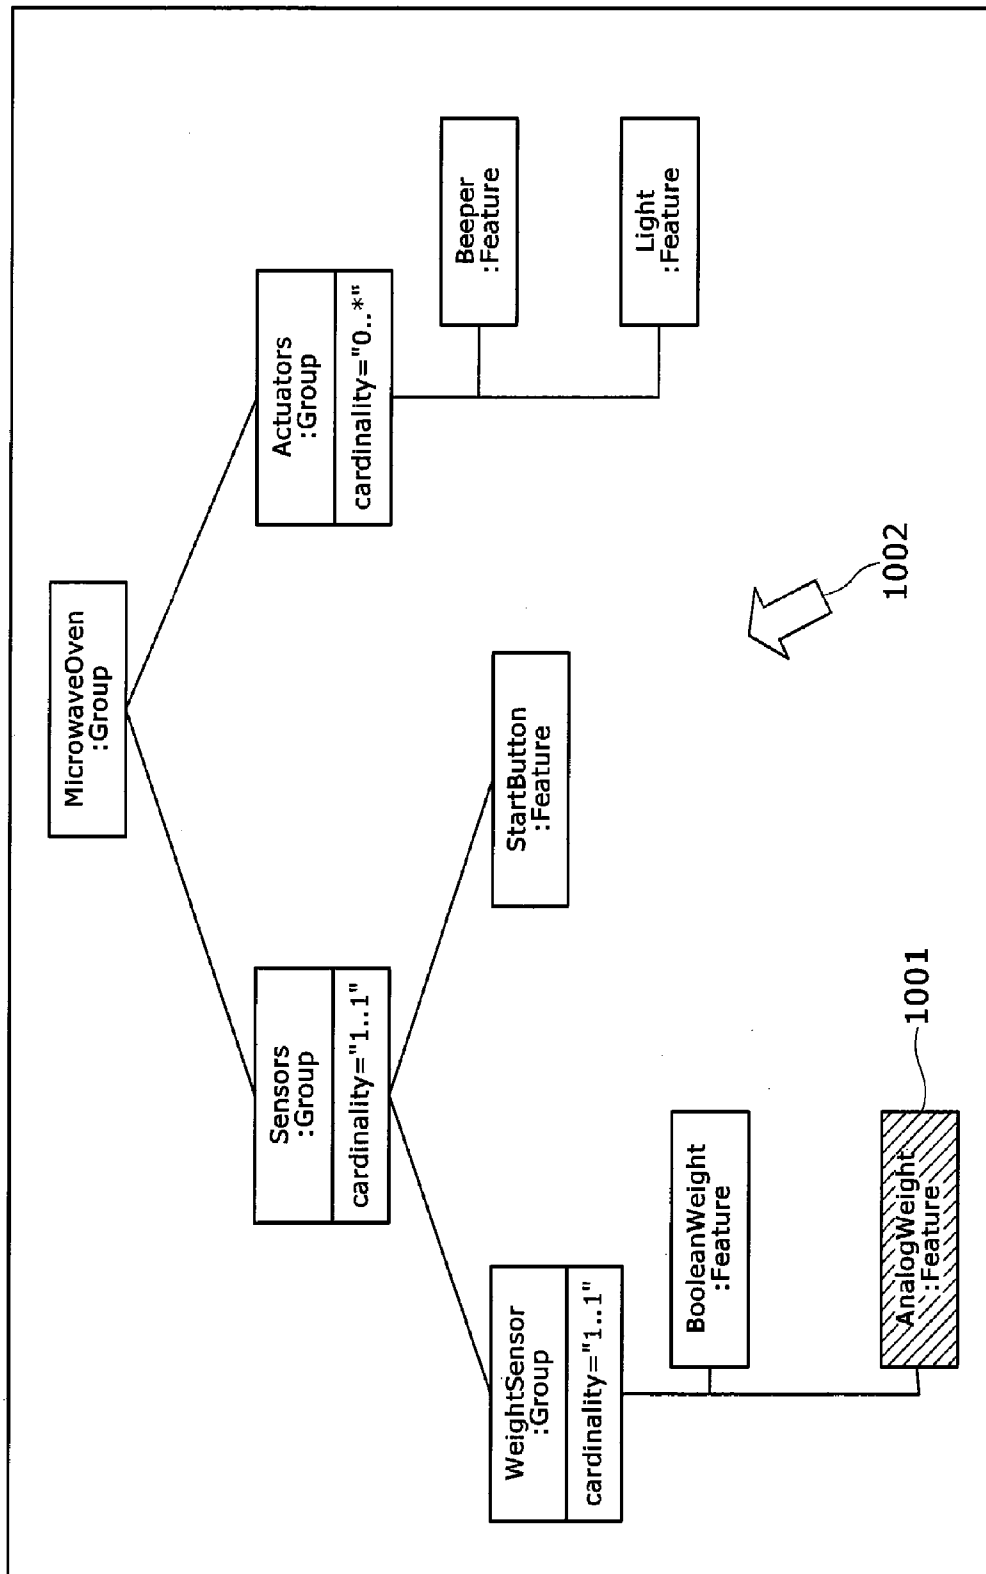 MicrowaveOven
:Group
Sensors
:Group
cardinality="1..1"
Actuators
:Group
cardinality="0..*"
WeightSensor
:Group
cardinality="1..1"
StartButton
:Feature
Beeper
:Feature
Light
:Feature
BooleanWeight
:Feature
AnalogWeight
:Feature
1001
1002